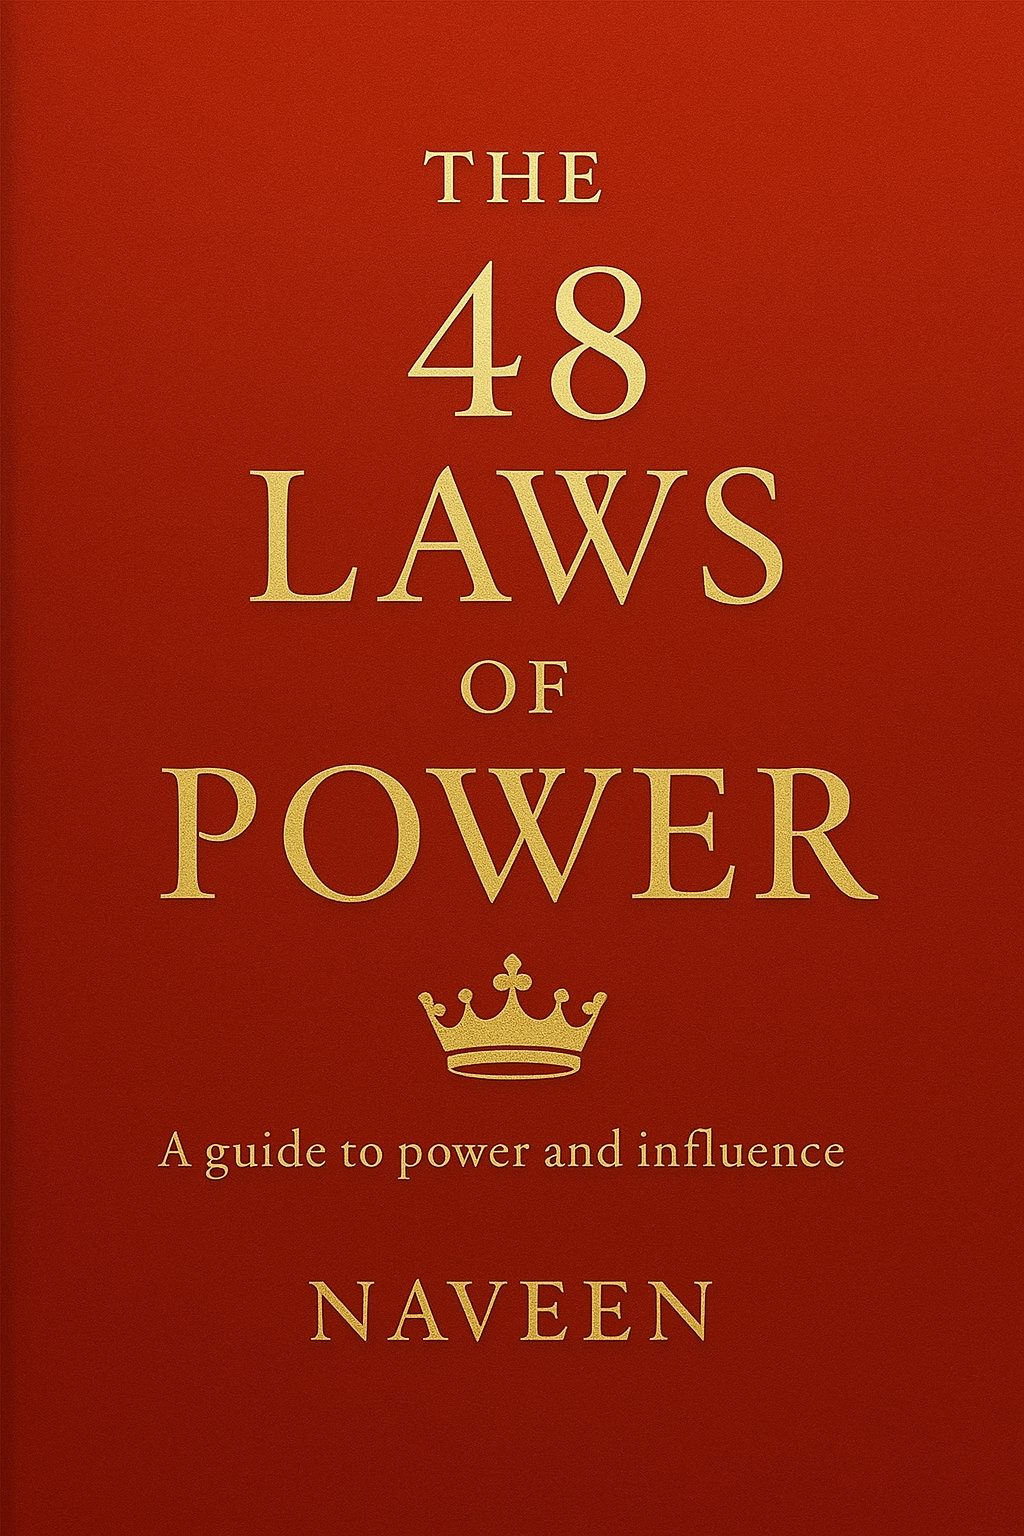 THE
48
LAWS
OF
POWER
A guide to power and influence
NAVEEN